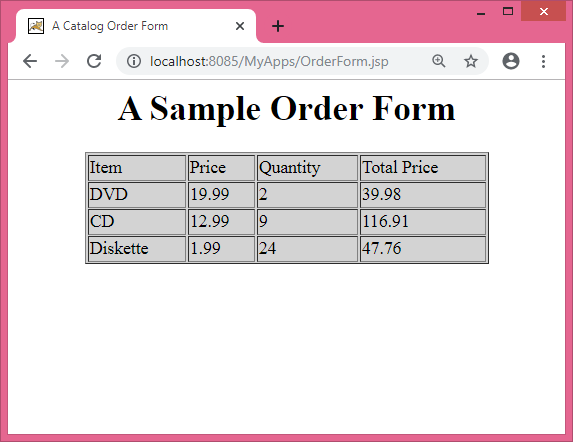 A Catalog Order Form
localhost:8085/MyApps/OrderForm.jsp
A Sample Order Form
Item Price Quantity Total Price
DVD 19.99 2 39.98
CD 12.99 9 116.91
Diskette 1.99 24 47.76